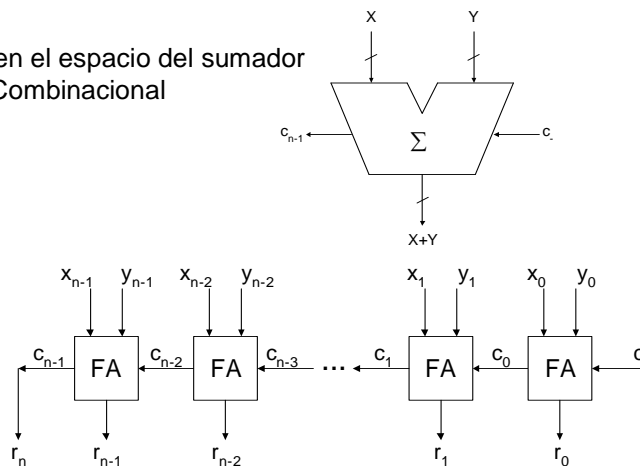 X Y
en el espacio del sumador
Combinacional
c_{n-1} Σ c_-
X+Y
x_{n-1} y_{n-1} x_{n-2} y_{n-2} x_1 y_1 x_0 y_0
c_{n-1} FA c_{n-2} FA c_{n-3} ... c_1 FA c_0 FA c
r_n r_{n-1} r_{n-2} r_1 r_0